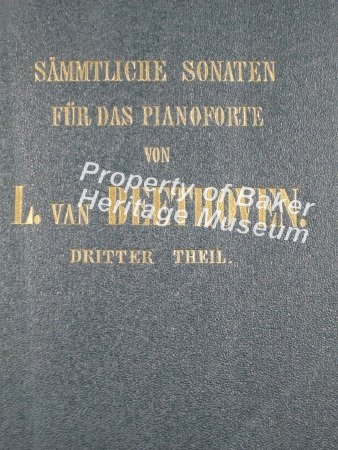 SÄMMTLICHE SONATEN
FÜR DAS PIANOFORTE
VON
L. VAN BEETHOVEN.
Property of Baker
Heritage Museum
DRITTER THEIL.